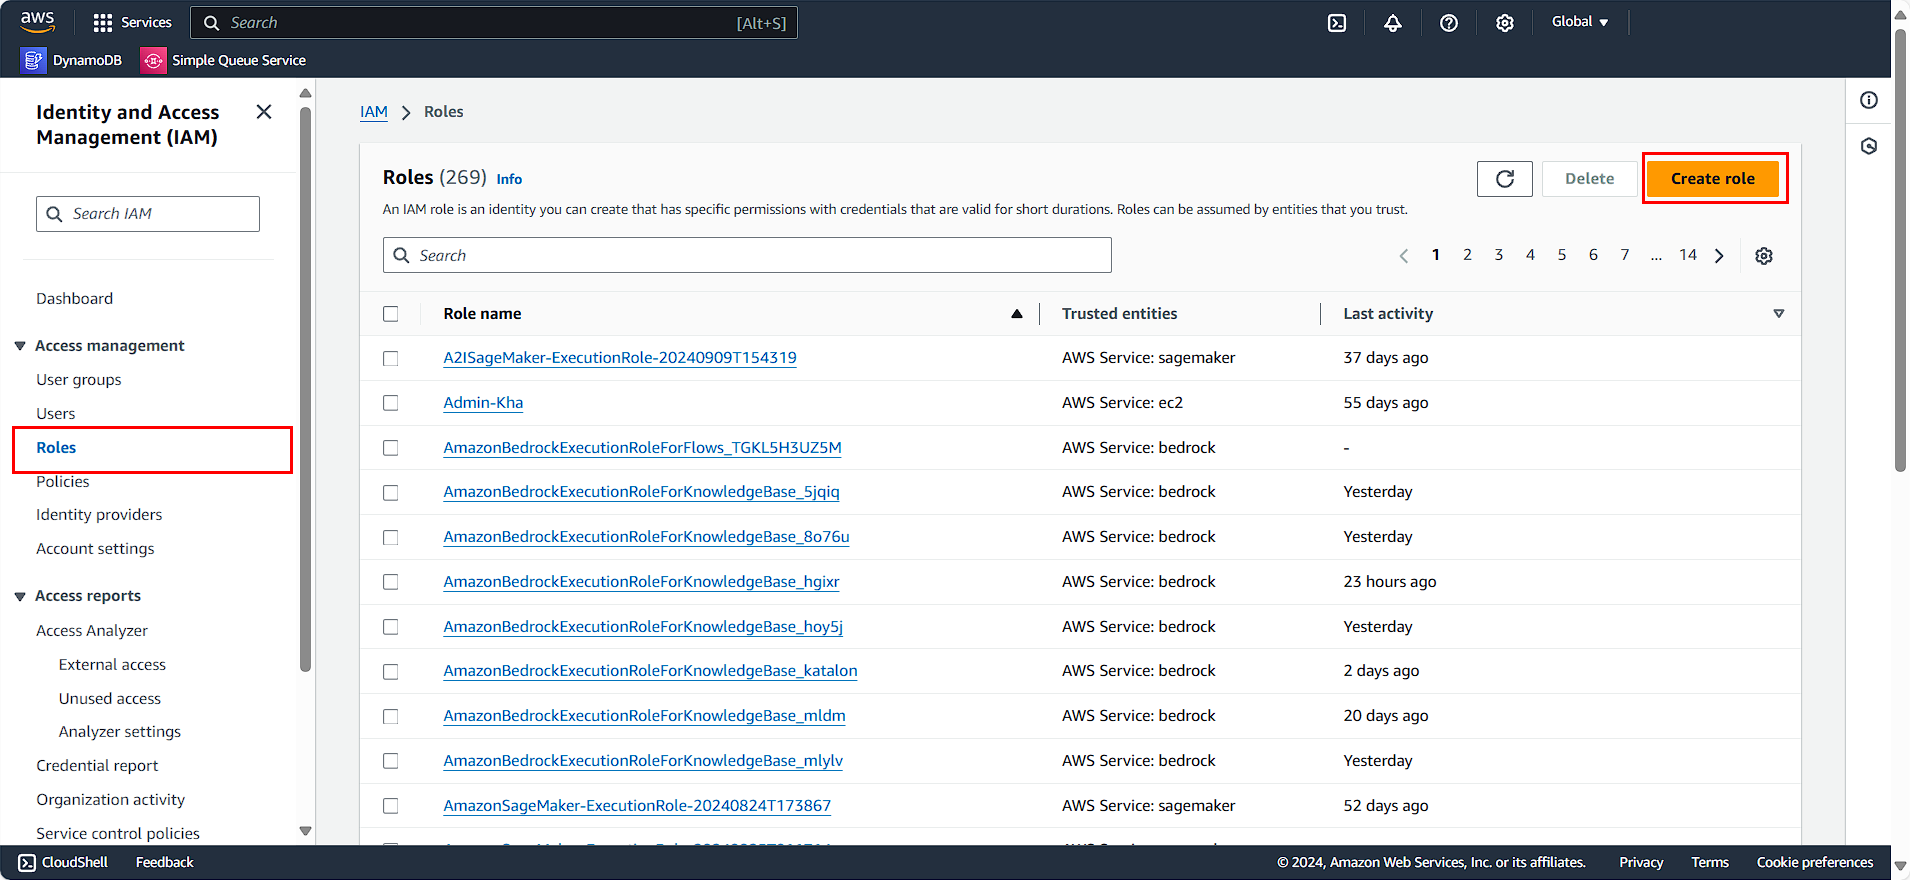 aws
Services
Search
[Alt+S]
Global
DynamoDB
Simple Queue Service
Identity and Access
Management (IAM)
Search IAM
Dashboard
Access management
User groups
Users
Roles
Policies
Identity providers
Account settings
Access reports
Access Analyzer
External access
Unused access
Analyzer settings
Credential report
Organization activity
Service control policies
IAM > Roles
Roles (269) Info
Delete
Create role
An IAM role is an identity you can create that has specific permissions with credentials that are valid for short durations. Roles can be assumed by entities that you trust.
Search
1 2 3 4 5 6 7 ... 14
Role name Trusted entities Last activity
A2ISageMaker-ExecutionRole-20240909T154319 AWS Service: sagemaker 37 days ago
Admin-Kha AWS Service: ec2 55 days ago
AmazonBedrockExecutionRoleForFlows_TGKL5H3UZ5M AWS Service: bedrock -
AmazonBedrockExecutionRoleForKnowledgeBase_5jqiq AWS Service: bedrock Yesterday
AmazonBedrockExecutionRoleForKnowledgeBase_8o76u AWS Service: bedrock Yesterday
AmazonBedrockExecutionRoleForKnowledgeBase_hgixr AWS Service: bedrock 23 hours ago
AmazonBedrockExecutionRoleForKnowledgeBase_hoy5j AWS Service: bedrock Yesterday
AmazonBedrockExecutionRoleForKnowledgeBase_katalon AWS Service: bedrock 2 days ago
AmazonBedrockExecutionRoleForKnowledgeBase_mldm AWS Service: bedrock 20 days ago
AmazonBedrockExecutionRoleForKnowledgeBase_mlylv AWS Service: bedrock Yesterday
AmazonSageMaker-ExecutionRole-20240824T173867 AWS Service: sagemaker 52 days ago
CloudShell
Feedback
© 2024, Amazon Web Services, Inc. or its affiliates.
Privacy
Terms
Cookie preferences